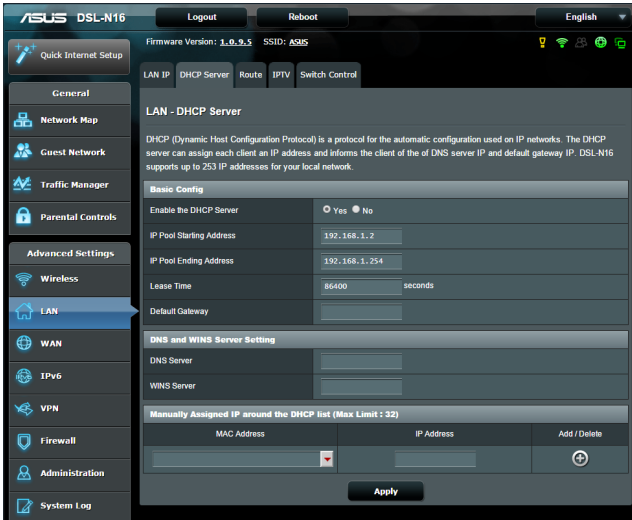 ASUS DSL-N16 Logout Reboot English
Quick Internet Setup
General
Network Map
Guest Network
Traffic Manager
Parental Controls
Advanced Settings
Wireless
LAN
WAN
IPv6
VPN
Firewall
Administration
System Log
Firmware Version: 1.0.9.5 SSID: ASUS
LAN IP DHCP Server Route IPTV Switch Control
LAN - DHCP Server
DHCP (Dynamic Host Configuration Protocol) is a protocol for the automatic configuration used on IP networks. The DHCP
server can assign each client an IP address and informs the client of the of DNS server IP and default gateway IP. DSL-N16
supports up to 253 IP addresses for your local network.
Basic Config
Enable the DHCP Server Yes No
IP Pool Starting Address 192.168.1.2
IP Pool Ending Address 192.168.1.254
Lease Time 86400 seconds
Default Gateway
DNS and WINS Server Setting
DNS Server
WINS Server
Manually Assigned IP around the DHCP list (Max Limit : 32)
MAC Address IP Address Add / Delete
Apply